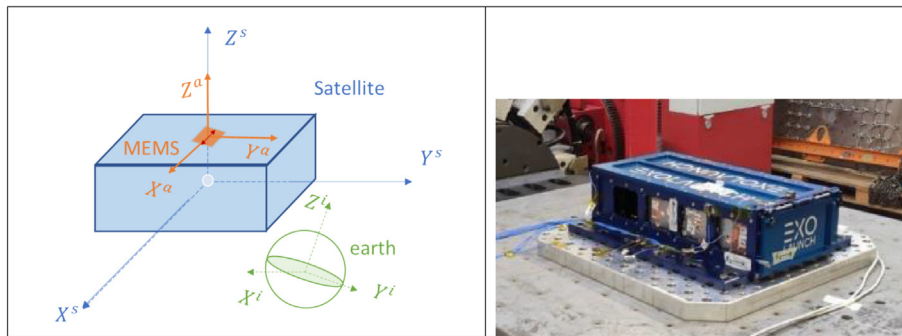 Z^s
Z^a
Satellite
MEMS
Y^a
Y^s
X^a
Z^i
earth
X^i
Y^i
X^s
EXO
LAUNCH